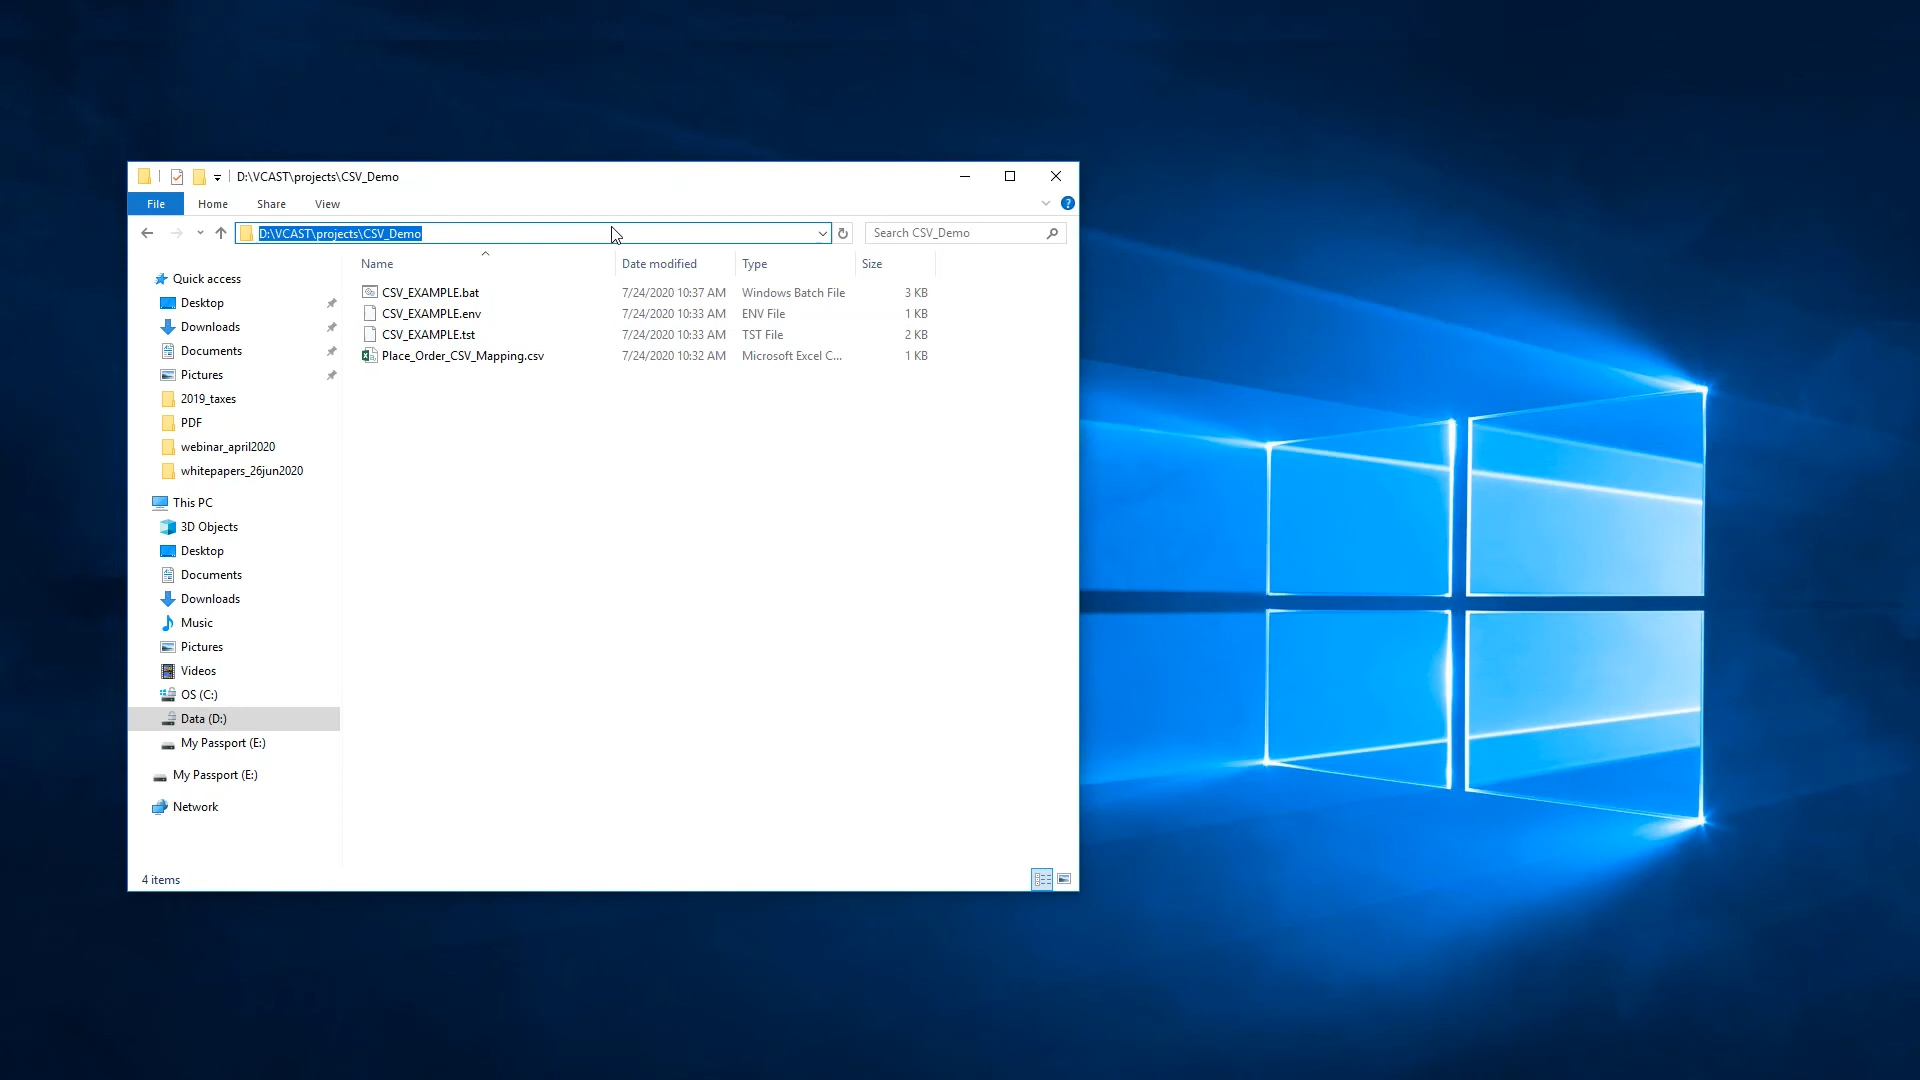 D:\VCAST\projects\CSV_Demo
File Home Share View
D:\VCAST\projects\CSV_Demo
Search CSV_Demo
Name Date modified Type Size
CSV_EXAMPLE.bat 7/24/2020 10:37 AM Windows Batch File 3 KB
CSV_EXAMPLE.env 7/24/2020 10:33 AM ENV File 1 KB
CSV_EXAMPLE.tst 7/24/2020 10:33 AM TST File 2 KB
Place_Order_CSV_Mapping.csv 7/24/2020 10:32 AM Microsoft Excel C... 1 KB
Quick access
Desktop
Downloads
Documents
Pictures
2019_taxes
PDF
webinar_april2020
whitepapers_26jun2020
This PC
3D Objects
Desktop
Documents
Downloads
Music
Pictures
Videos
OS (C:)
Data (D:)
My Passport (E:)
My Passport (E:)
Network
4 items